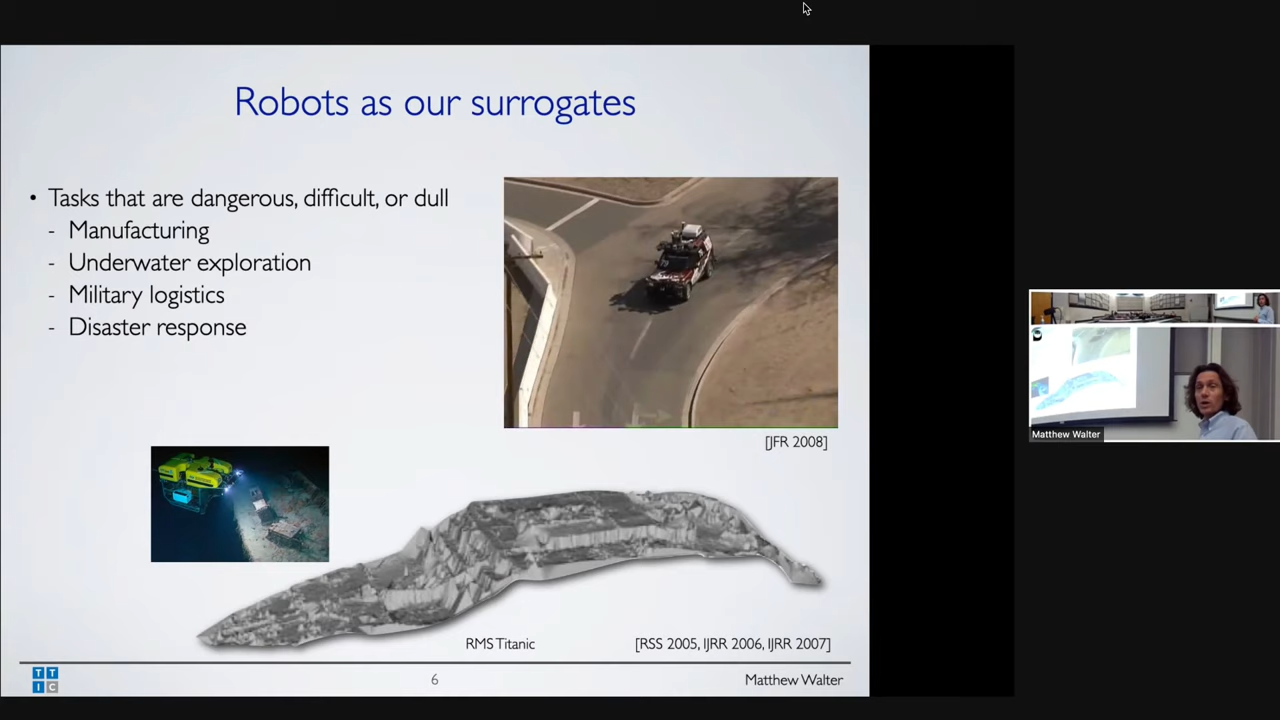 Robots as our surrogates
• Tasks that are dangerous, difficult, or dull
- Manufacturing
- Underwater exploration
- Military logistics
- Disaster response
[JFR 2008]
RMS Titanic
[RSS 2005, IJRR 2006, IJRR 2007]
TTIC
6
Matthew Walter
Matthew Walter